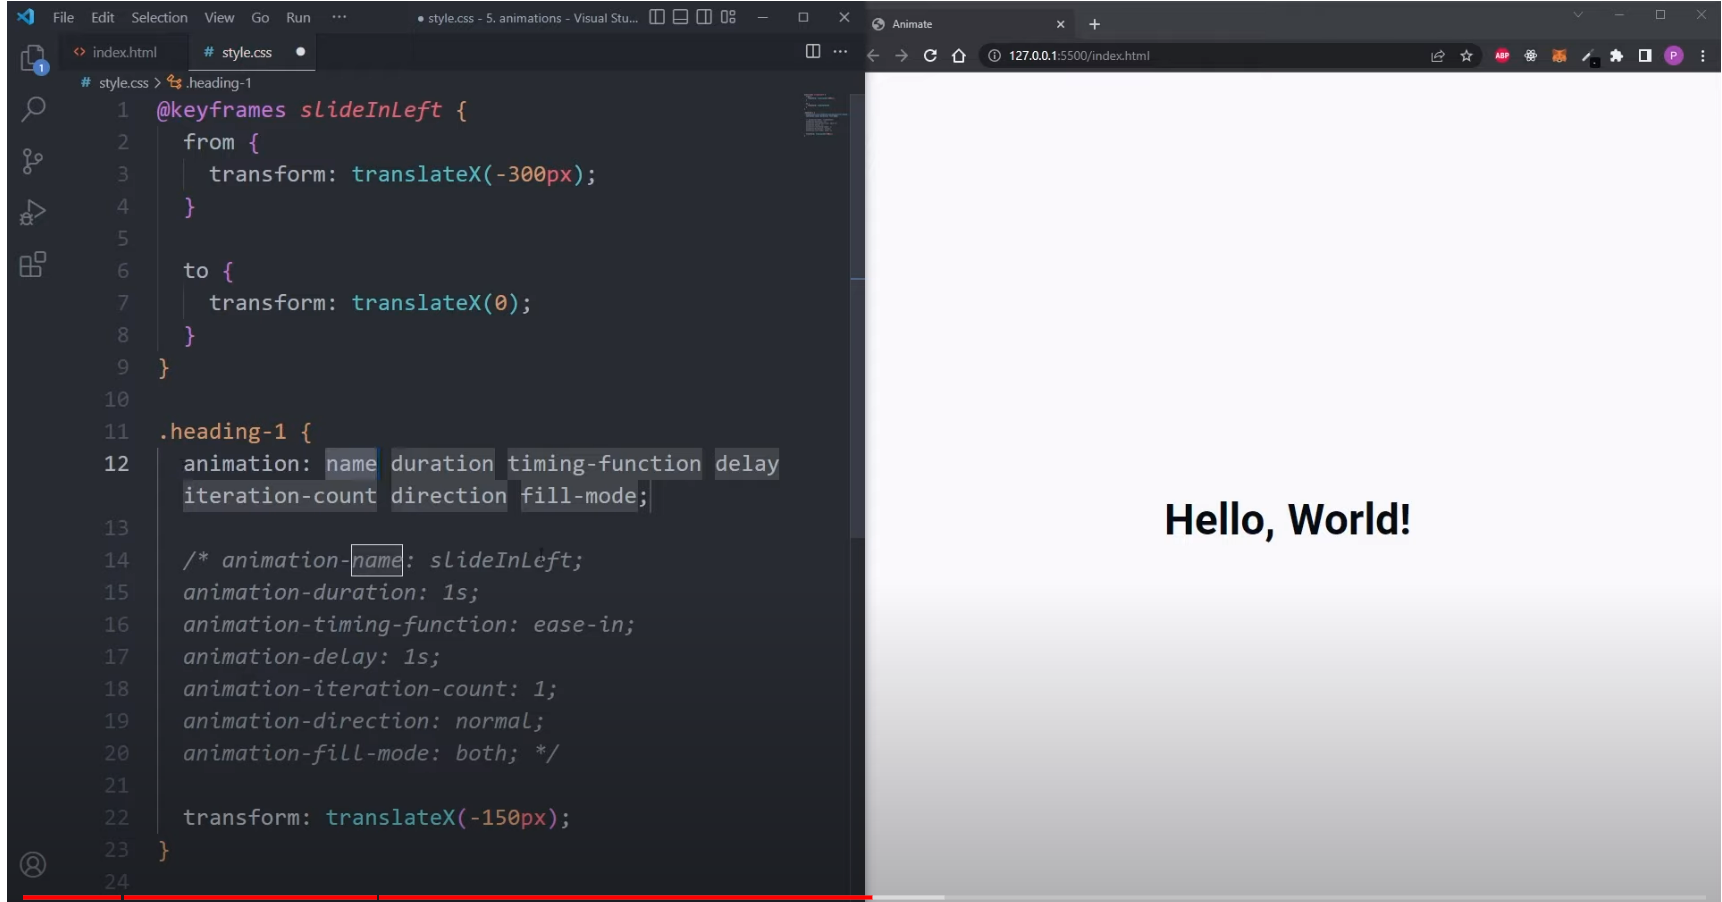 File Edit Selection View Go Run ··· ● style.css - 5. animations - Visual Stu...
<> index.html # style.css ●
# style.css > .heading-1
1 @keyframes slideInLeft {
2 from {
3 transform: translateX(-300px);
4 }
5
6 to {
7 transform: translateX(0);
8 }
9 }
10
11 .heading-1 {
12 animation: name duration timing-function delay
iteration-count direction fill-mode;
13
14 /* animation-name: slideInLeft;
15 animation-duration: 1s;
16 animation-timing-function: ease-in;
17 animation-delay: 1s;
18 animation-iteration-count: 1;
19 animation-direction: normal;
20 animation-fill-mode: both; */
21
22 transform: translateX(-150px);
23 }
24
1
Animate
127.0.0.1:5500/index.html
ABP
P
Hello, World!